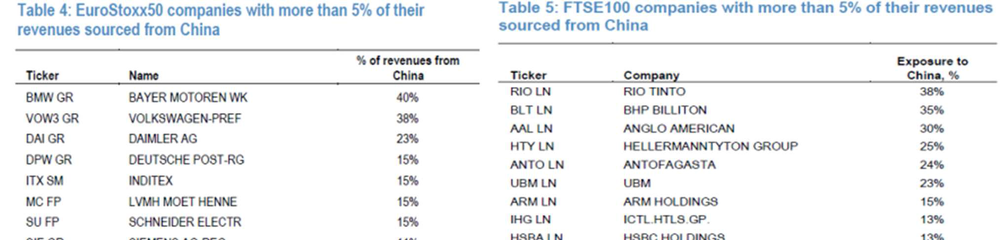 Table 4: EuroStoxx50 companies with more than 5% of their
revenues sourced from China
% of revenues from
Ticker Name China
BMW GR BAYER MOTOREN WK 40%
VOW3 GR VOLKSWAGEN-PREF 38%
DAI GR DAIMLER AG 23%
DPW GR DEUTSCHE POST-RG 15%
ITX SM INDITEX 15%
MC FP LVMH MOET HENNE 15%
SU FP SCHNEIDER ELECTR 15%
Table 5: FTSE100 companies with more than 5% of their revenues
sourced from China
Exposure to
Ticker Company China, %
RIO LN RIO TINTO 38%
BLT LN BHP BILLITON 35%
AAL LN ANGLO AMERICAN 30%
HTY LN HELLERMANNTYTON GROUP 25%
ANTO LN ANTOFAGASTA 24%
UBM LN UBM 23%
ARM LN ARM HOLDINGS 15%
IHG LN ICTL.HTLS.GP. 13%
HSBA LN HSBC HOLDINGS 13%